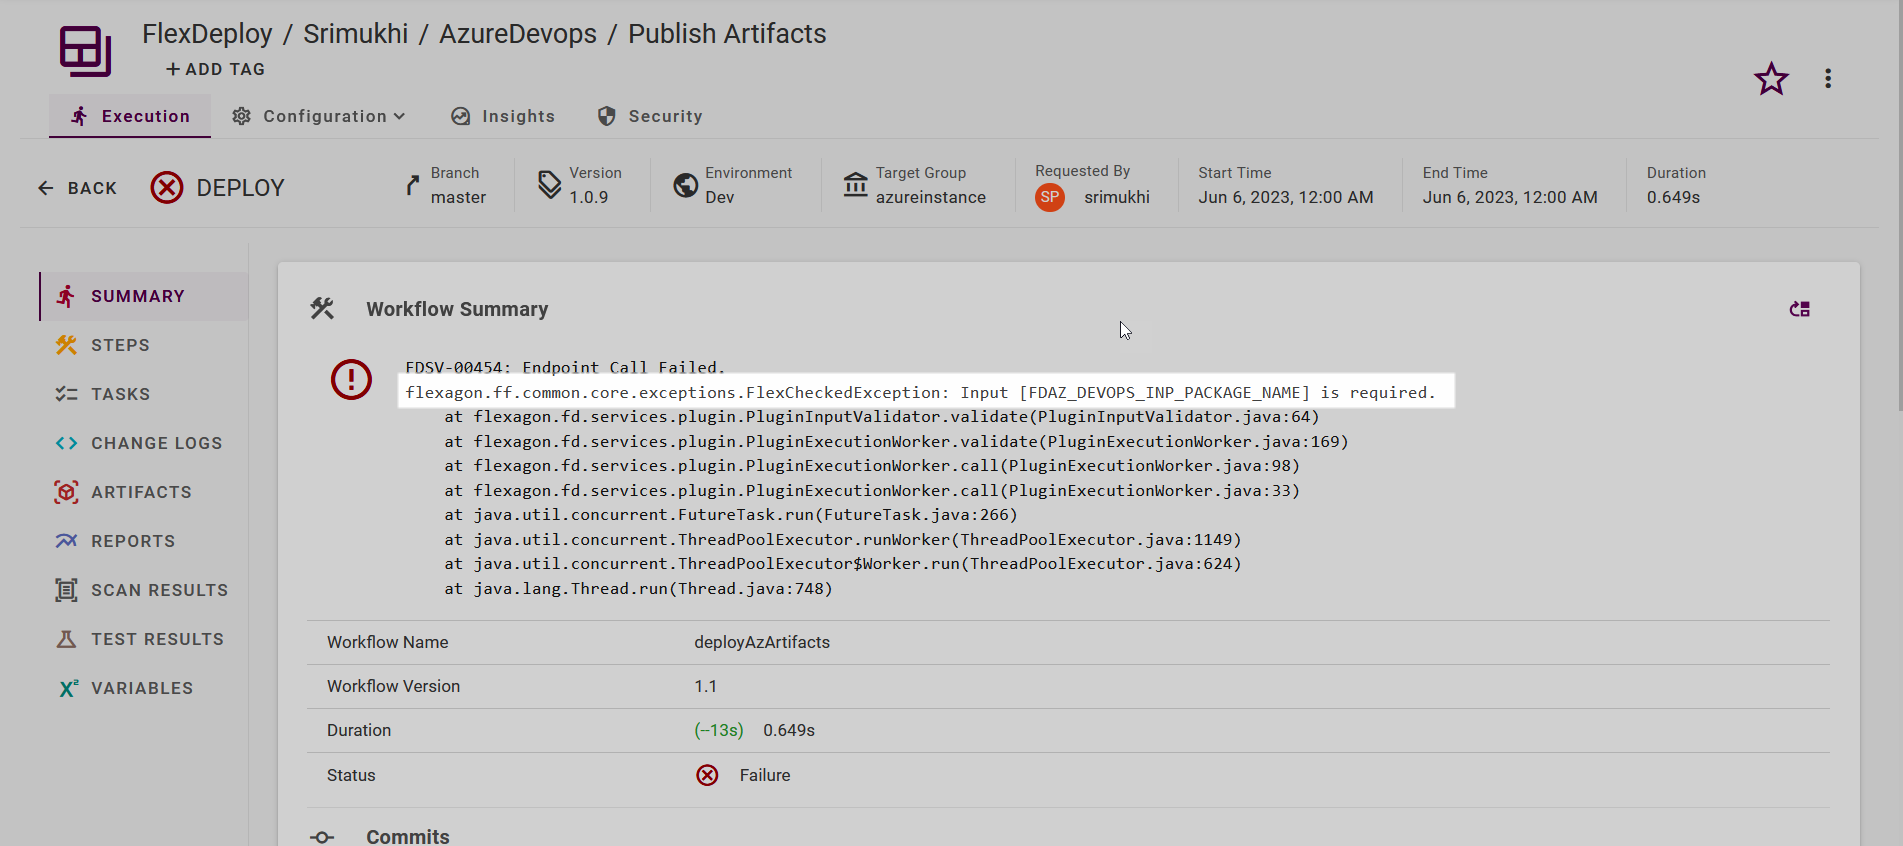 FlexDeploy / Srimukhi / AzureDevops / Publish Artifacts
+ ADD TAG
Execution Configuration Insights Security
BACK DEPLOY
Branch
master
Version
1.0.9
Environment
Dev
Target Group
azureinstance
Requested By
SP srimukhi
Start Time
Jun 6, 2023, 12:00 AM
End Time
Jun 6, 2023, 12:00 AM
Duration
0.649s
SUMMARY
STEPS
TASKS
CHANGE LOGS
ARTIFACTS
REPORTS
SCAN RESULTS
TEST RESULTS
X² VARIABLES
Workflow Summary
FDSV-00454: Endpoint Call Failed.
flexagon.ff.common.core.exceptions.FlexCheckedException: Input [FDAZ_DEVOPS_INP_PACKAGE_NAME] is required.
at flexagon.fd.services.plugin.PluginInputValidator.validate(PluginInputValidator.java:64)
at flexagon.fd.services.plugin.PluginExecutionWorker.validate(PluginExecutionWorker.java:169)
at flexagon.fd.services.plugin.PluginExecutionWorker.call(PluginExecutionWorker.java:98)
at flexagon.fd.services.plugin.PluginExecutionWorker.call(PluginExecutionWorker.java:33)
at java.util.concurrent.FutureTask.run(FutureTask.java:266)
at java.util.concurrent.ThreadPoolExecutor.runWorker(ThreadPoolExecutor.java:1149)
at java.util.concurrent.ThreadPoolExecutor$Worker.run(ThreadPoolExecutor.java:624)
at java.lang.Thread.run(Thread.java:748)
Workflow Name deployAzArtifacts
Workflow Version 1.1
Duration (--13s) 0.649s
Status Failure
Commits